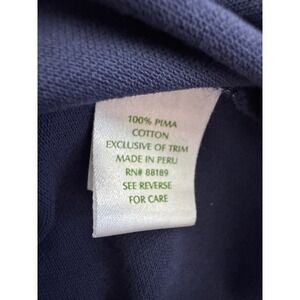 100% PIMA
COTTON
EXCLUSIVE OF TRIM
MADE IN PERU
RN# 88189
SEE REVERSE
FOR CARE